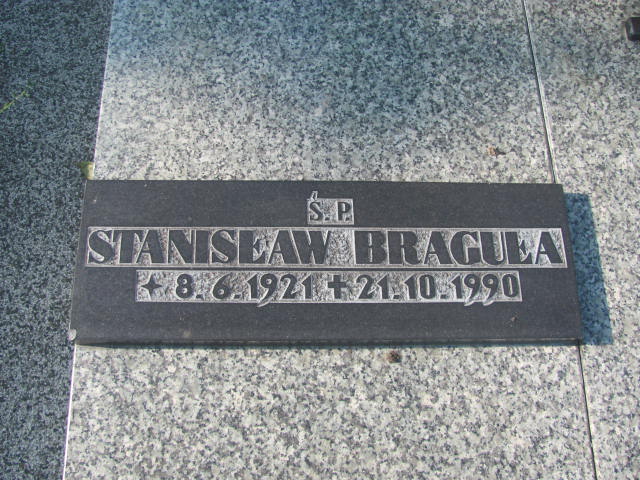 Ś. P.
STANISŁAW BRAGUŁA
✦ 8.6.1921 ✝ 21.10.1990